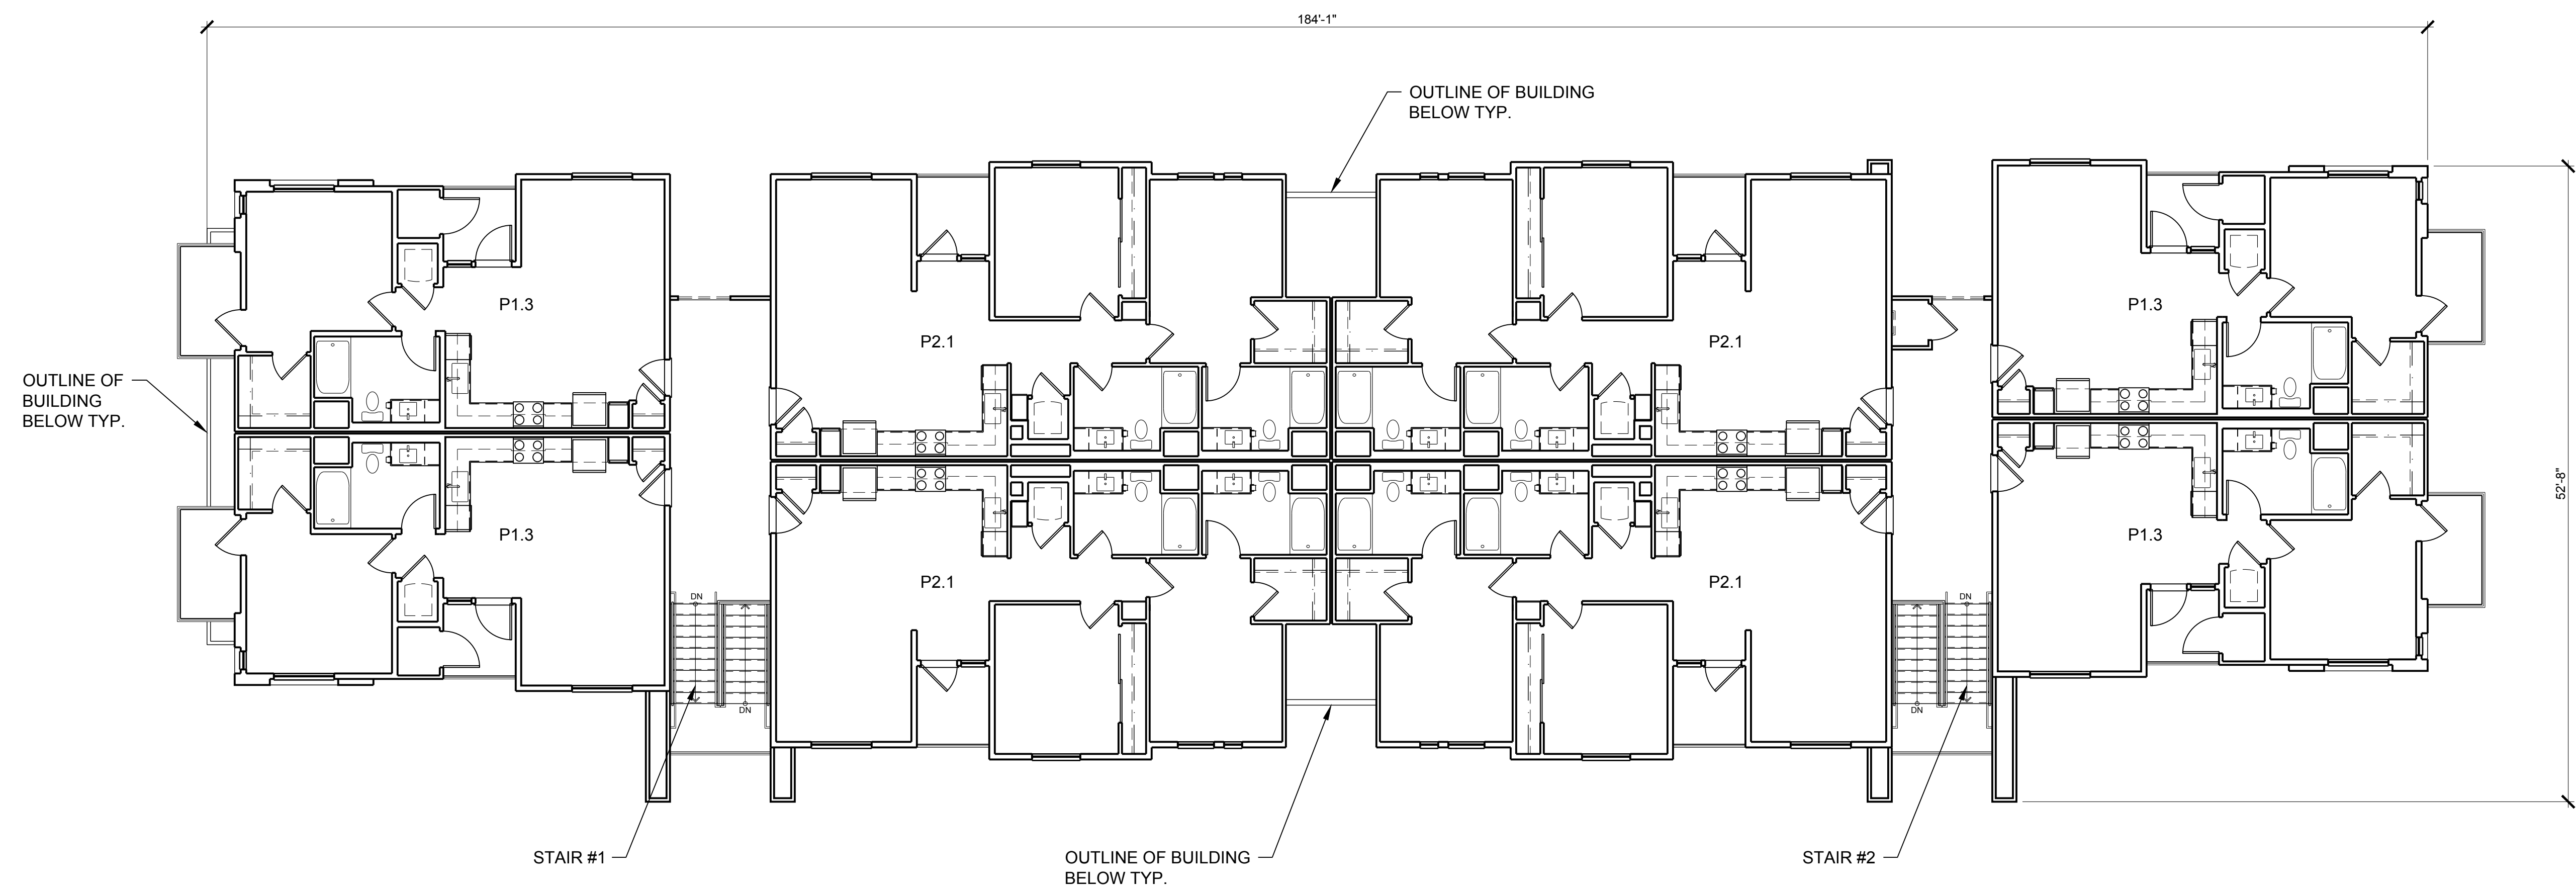 184'-1"
OUTLINE OF BUILDING
BELOW TYP.
P1.3
P2.1
P2.1
P1.3
OUTLINE OF
BUILDING
BELOW TYP.
52'-8"
P1.3
P2.1
P2.1
P1.3
DN
DN
DN
DN
STAIR #1
OUTLINE OF BUILDING
BELOW TYP.
STAIR #2